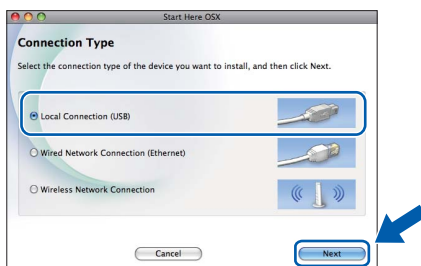 Start Here OSX
Connection Type
Select the connection type of the device you want to install, and then click Next.
Local Connection (USB)
Wired Network Connection (Ethernet)
Wireless Network Connection
Cancel
Next